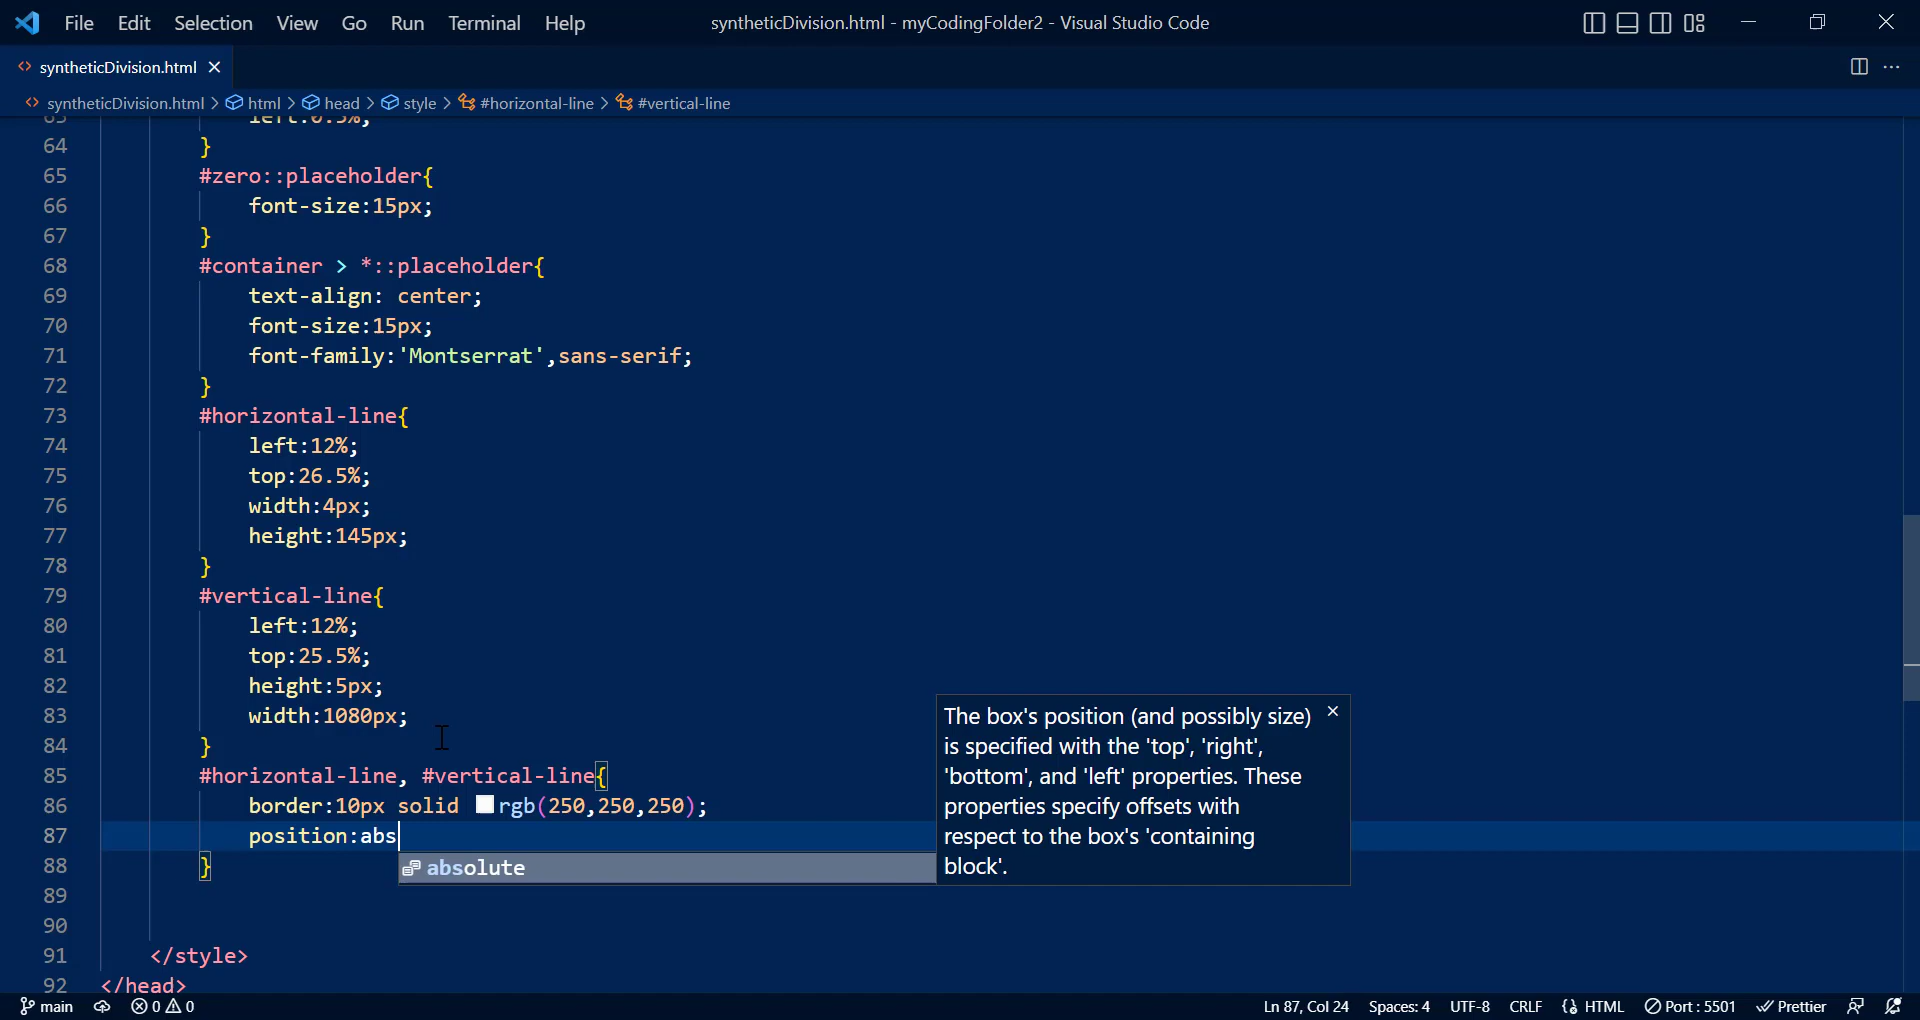 File Edit Selection View Go Run Terminal Help syntheticDivision.html - myCodingFolder2 - Visual Studio Code
syntheticDivision.html
syntheticDivision.html > html > head > style > #horizontal-line > #vertical-line
63 left:0.5%;
64 }
65 #zero::placeholder{
66 font-size:15px;
67 }
68 #container > *::placeholder{
69 text-align: center;
70 font-size:15px;
71 font-family:'Montserrat',sans-serif;
72 }
73 #horizontal-line{
74 left:12%;
75 top:26.5%;
76 width:4px;
77 height:145px;
78 }
79 #vertical-line{
80 left:12%;
81 top:25.5%;
82 height:5px;
83 width:1080px;
84 }
85 #horizontal-line, #vertical-line{
86 border:10px solid rgb(250,250,250);
87 position:abs
88 }
absolute
The box's position (and possibly size)
is specified with the 'top', 'right',
'bottom', and 'left' properties. These
properties specify offsets with
respect to the box's 'containing
block'.
89
90
91 </style>
92 </head>
main 0 0 Ln 87, Col 24 Spaces: 4 UTF-8 CRLF HTML Port : 5501 Prettier